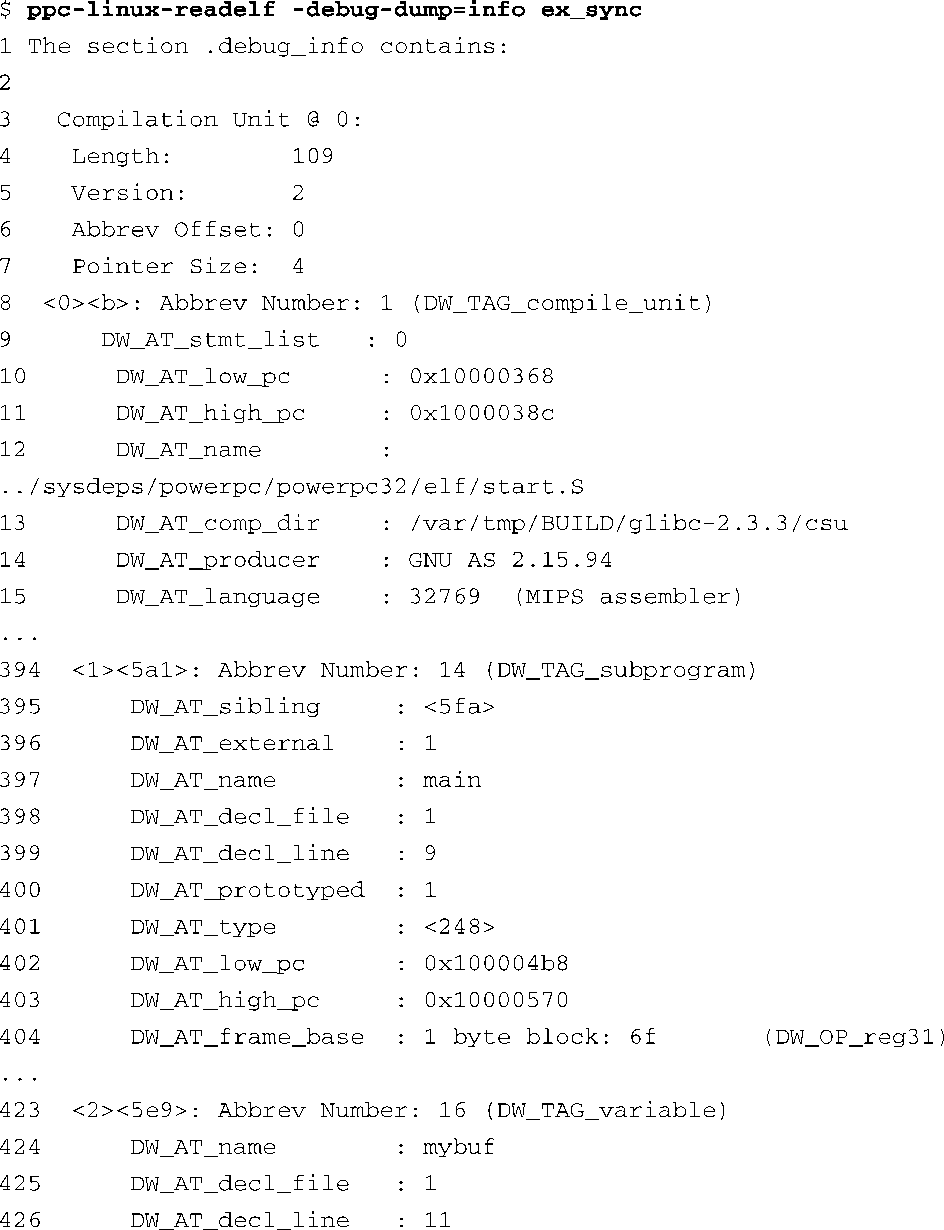 $ ppc-linux-readelf -debug-dump=info ex_sync
1 The section .debug_info contains:
2
3   Compilation Unit @ 0:
4    Length:        109
5    Version:       2
6    Abbrev Offset: 0
7    Pointer Size:  4
8  <0><b>: Abbrev Number: 1 (DW_TAG_compile_unit)
9      DW_AT_stmt_list   : 0
10      DW_AT_low_pc      : 0x10000368
11      DW_AT_high_pc     : 0x1000038c
12      DW_AT_name        :
../sysdeps/powerpc/powerpc32/elf/start.S
13      DW_AT_comp_dir    : /var/tmp/BUILD/glibc-2.3.3/csu
14      DW_AT_producer    : GNU AS 2.15.94
15      DW_AT_language    : 32769  (MIPS assembler)
...
394  <1><5a1>: Abbrev Number: 14 (DW_TAG_subprogram)
395      DW_AT_sibling     : <5fa>
396      DW_AT_external    : 1
397      DW_AT_name        : main
398      DW_AT_decl_file   : 1
399      DW_AT_decl_line   : 9
400      DW_AT_prototyped  : 1
401      DW_AT_type        : <248>
402      DW_AT_low_pc      : 0x100004b8
403      DW_AT_high_pc     : 0x10000570
404      DW_AT_frame_base  : 1 byte block: 6f       (DW_OP_reg31)
...
423  <2><5e9>: Abbrev Number: 16 (DW_TAG_variable)
424      DW_AT_name        : mybuf
425      DW_AT_decl_file   : 1
426      DW_AT_decl_line   : 11